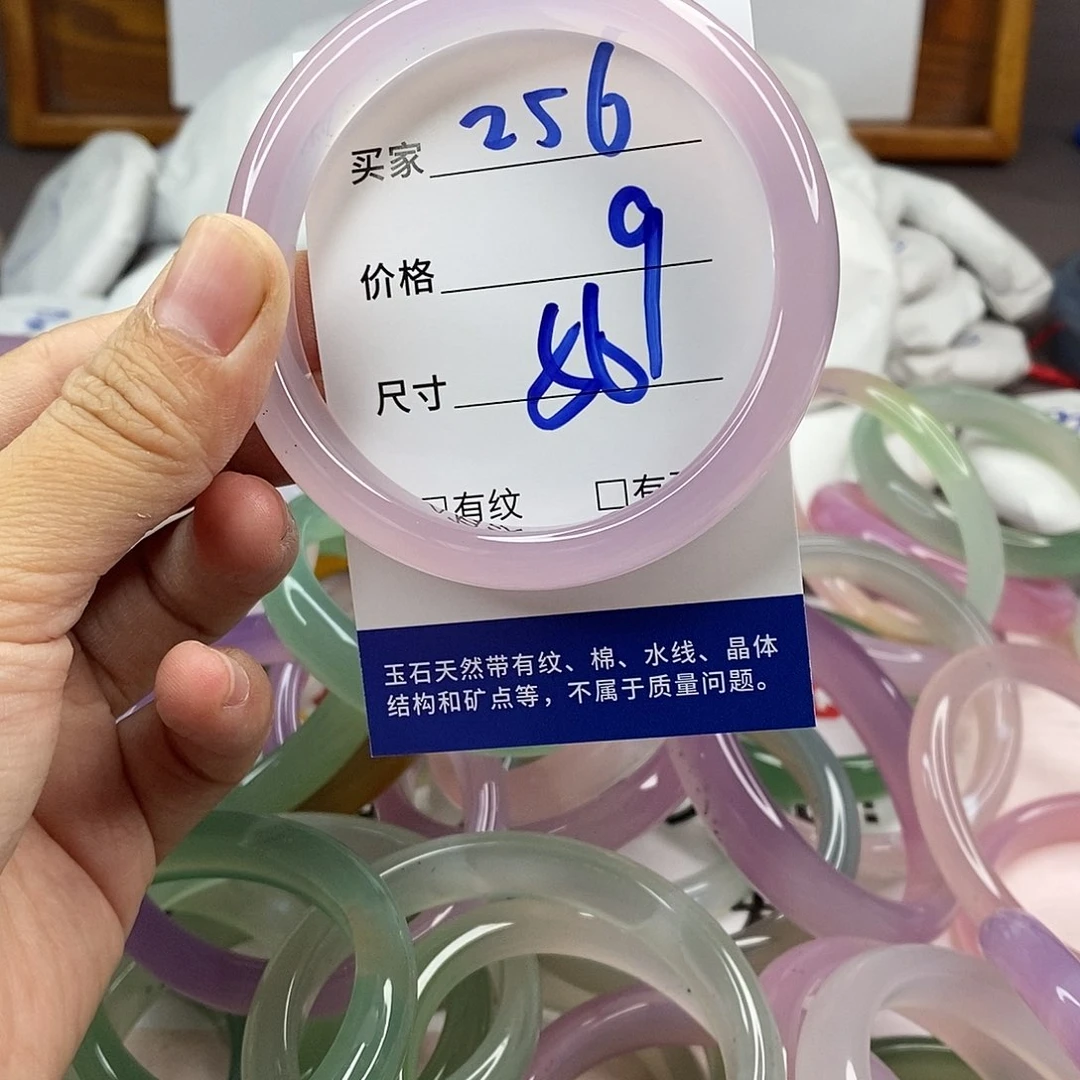 买家 256
价格 9
尺寸
□有纹 □有
玉石天然带有纹、棉、水线、晶体
结构和矿点等，不属于质量问题。